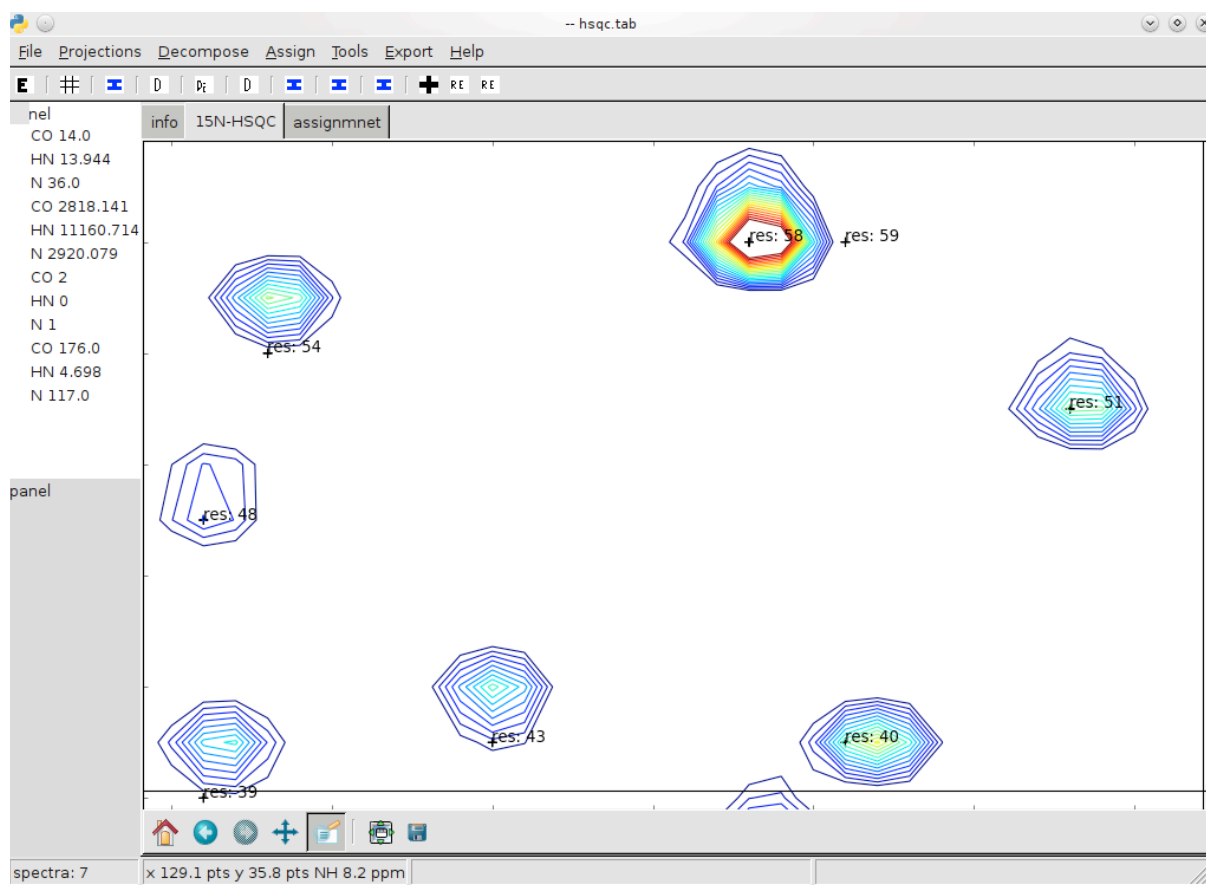 -- hsqc.tab
File Projections Decompose Assign Tools Export Help
E D D RE RE
nel
CO 14.0
HN 13.944
N 36.0
CO 2818.141
HN 11160.714
N 2920.079
CO 2
HN 0
N 1
CO 176.0
HN 4.698
N 117.0
panel
info 15N-HSQC assignmnet
res: 58
res: 59
res: 54
res: 51
res: 48
res: 43
res: 40
res: 39
spectra: 7
x 129.1 pts y 35.8 pts NH 8.2 ppm